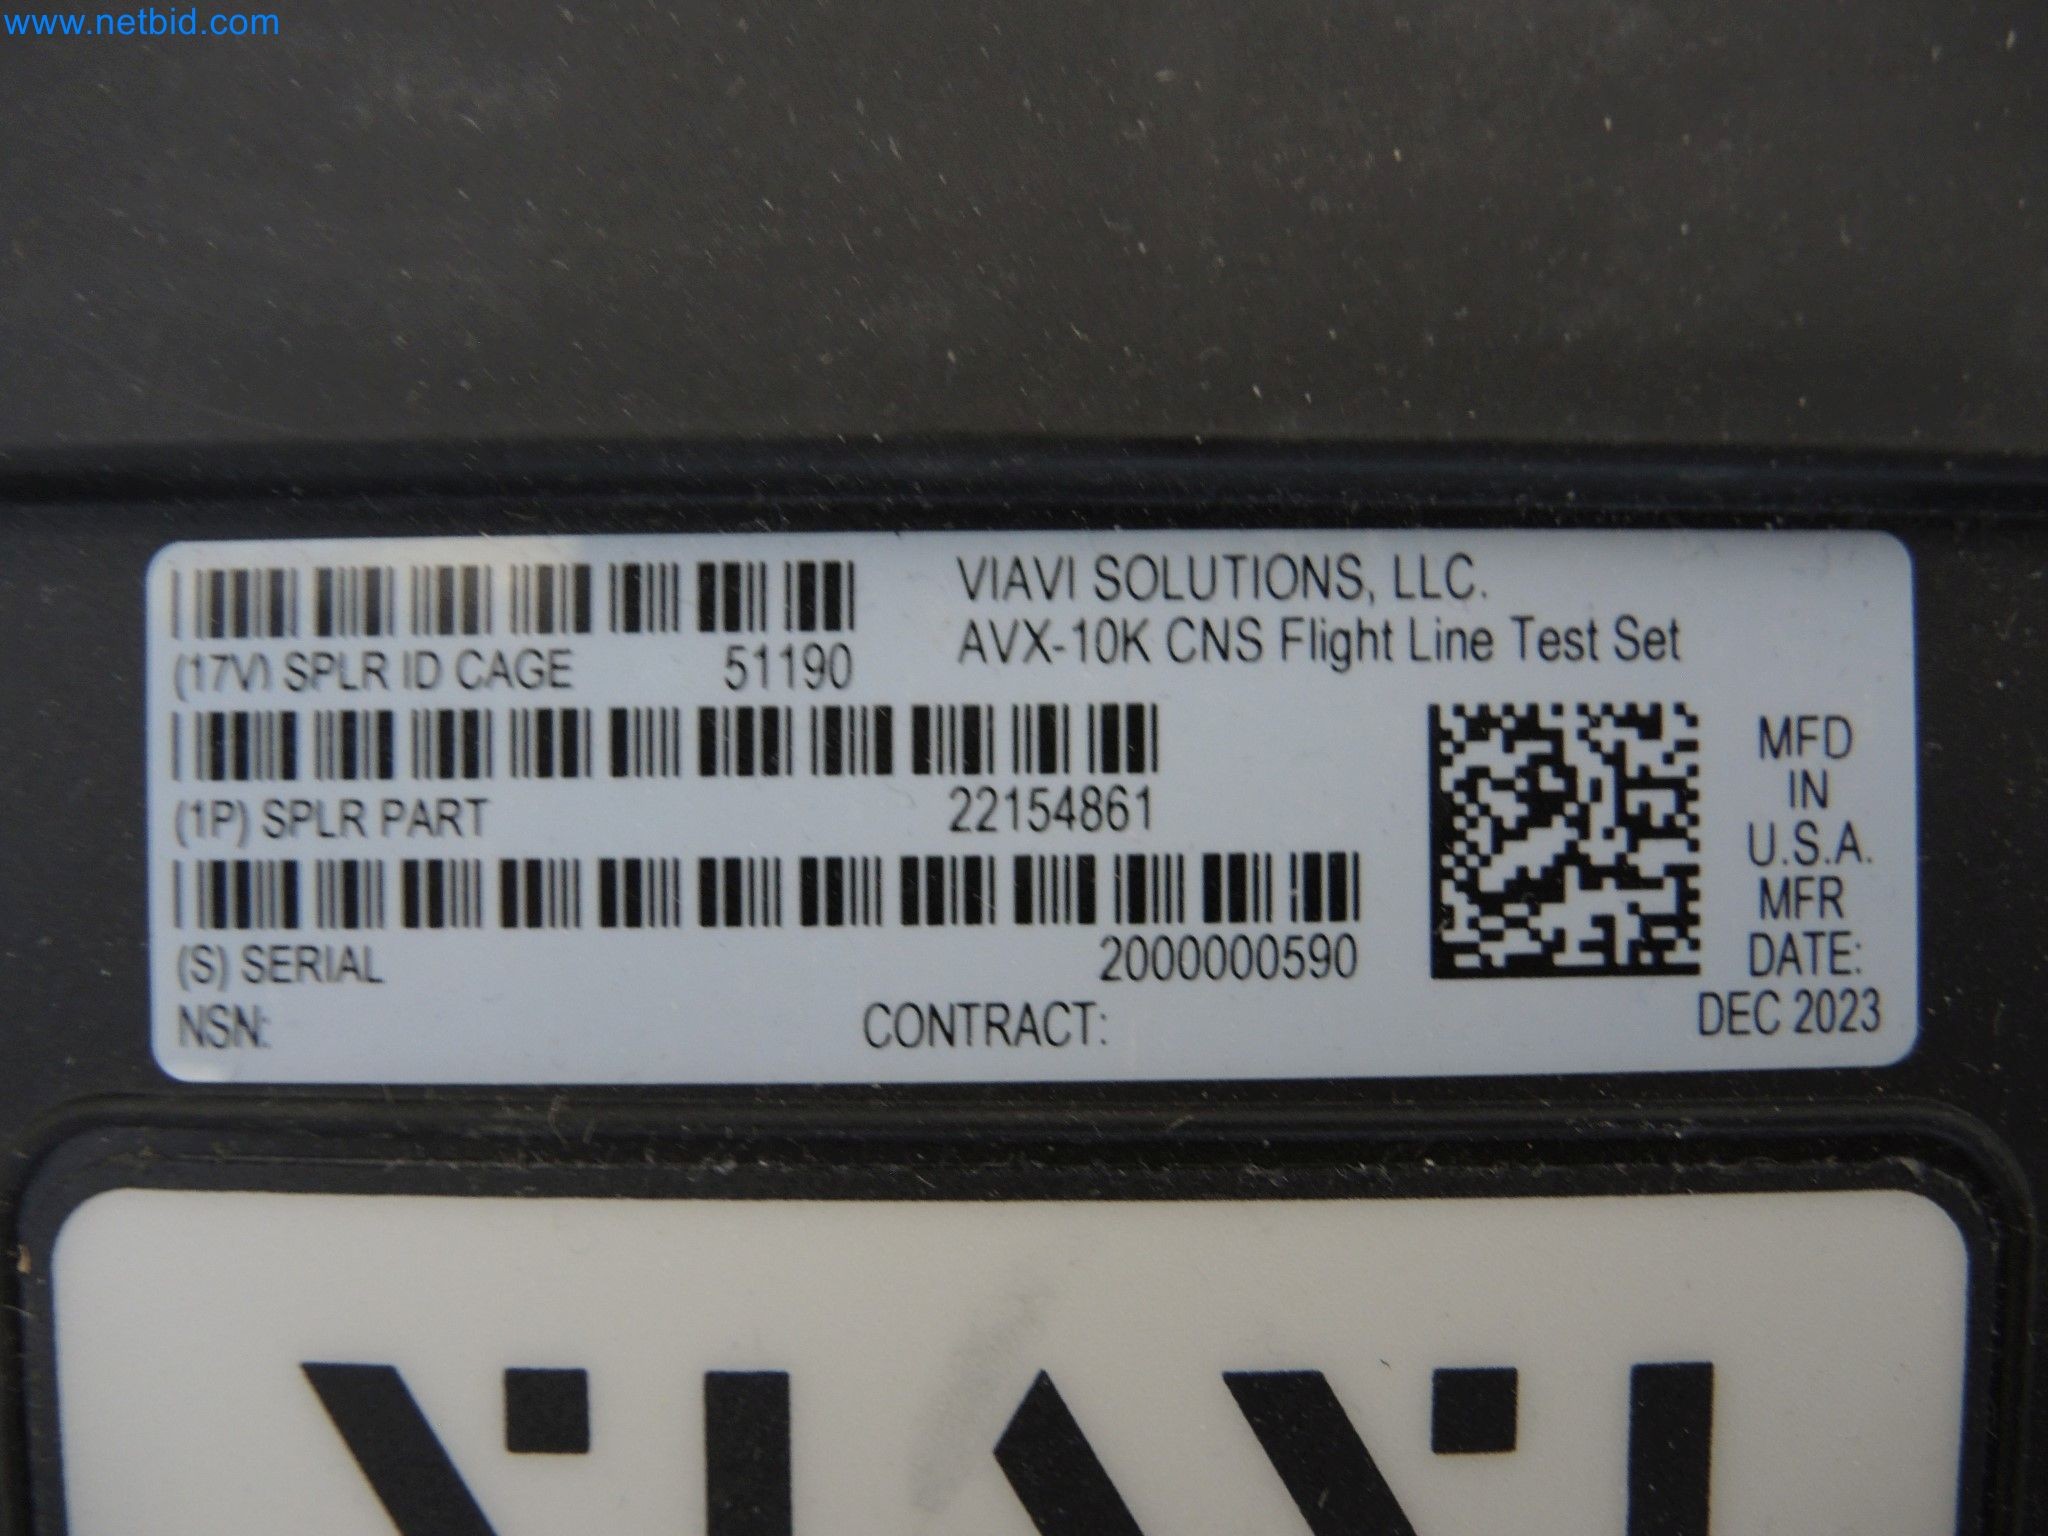 www.netbid.com
VIAVI SOLUTIONS, LLC.
AVX-10K CNS Flight Line Test Set
(17V) SPLR ID CAGE 51190
(1P) SPLR PART 22154861
(S) SERIAL 2000000590
NSN:
CONTRACT:
MFD
IN
U.S.A.
MFR
DATE:
DEC 2023
VIAVI